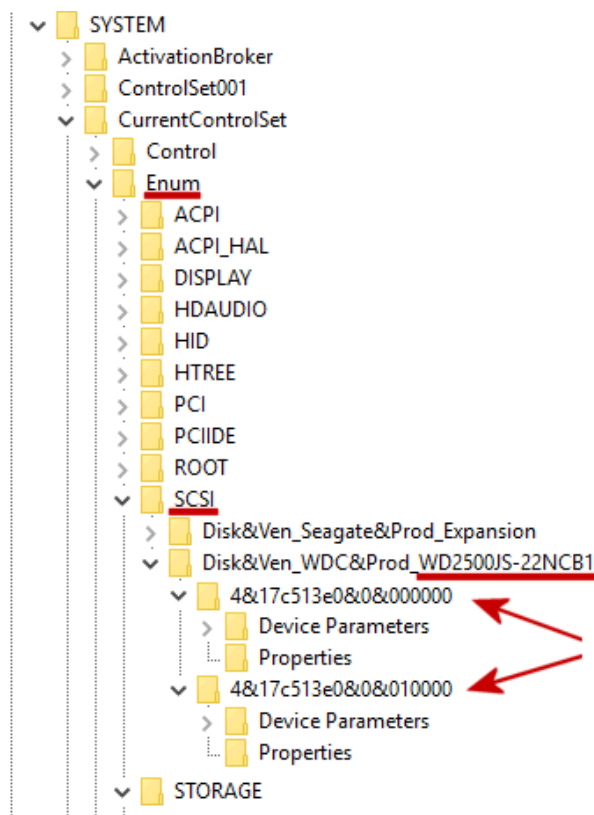 SYSTEM
ActivationBroker
ControlSet001
CurrentControlSet
Control
Enum
ACPI
ACPI_HAL
DISPLAY
HDAUDIO
HID
HTREE
PCI
PCIIDE
ROOT
SCSI
Disk&Ven_Seagate&Prod_Expansion
Disk&Ven_WDC&Prod_WD2500JS-22NCB1
4&17c513e0&0&000000
Device Parameters
Properties
4&17c513e0&0&010000
Device Parameters
Properties
STORAGE